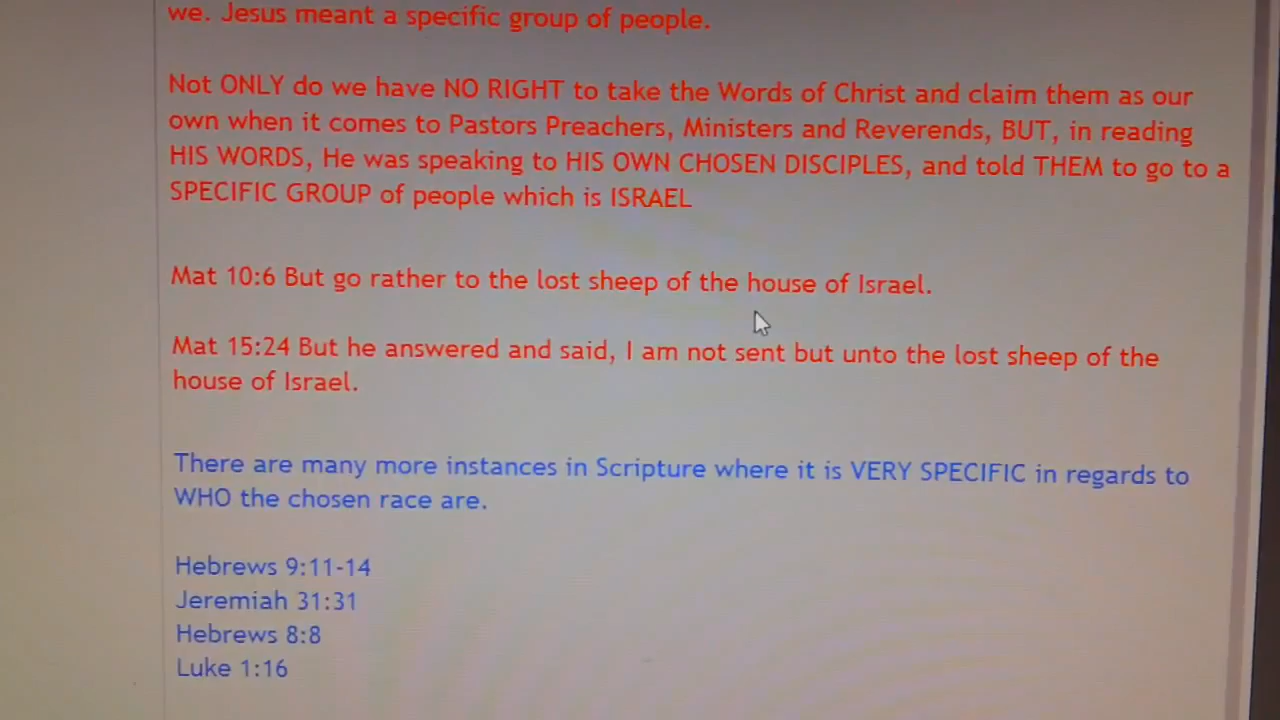 we. Jesus meant a specific group of people.
Not ONLY do we have NO RIGHT to take the Words of Christ and claim them as our
own when it comes to Pastors Preachers, Ministers and Reverends, BUT, in reading
HIS WORDS, He was speaking to HIS OWN CHOSEN DISCIPLES, and told THEM to go to a
SPECIFIC GROUP of people which is ISRAEL
Mat 10:6 But go rather to the lost sheep of the house of Israel.
Mat 15:24 But he answered and said, I am not sent but unto the lost sheep of the
house of Israel.
There are many more instances in Scripture where it is VERY SPECIFIC in regards to
WHO the chosen race are.
Hebrews 9:11-14
Jeremiah 31:31
Hebrews 8:8
Luke 1:16